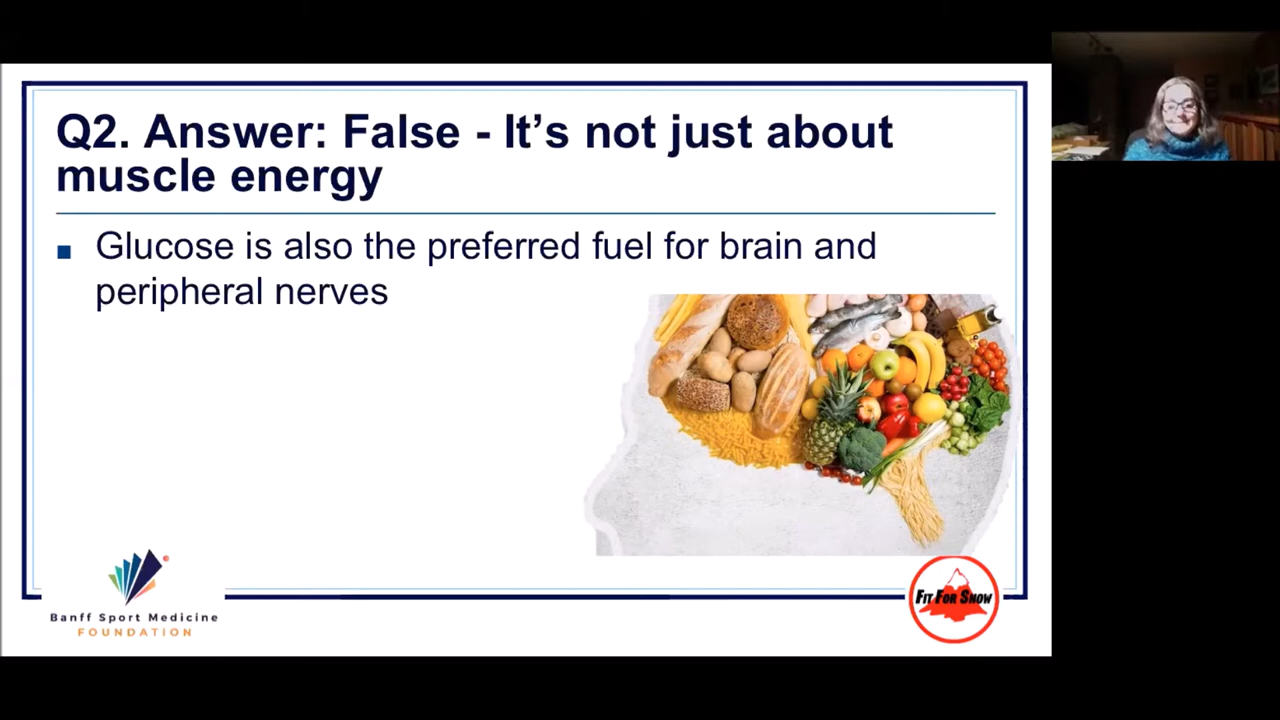 Q2. Answer: False - It’s not just about
muscle energy
■ Glucose is also the preferred fuel for brain and
peripheral nerves
Banff Sport Medicine
FOUNDATION
FIT FOR SNOW